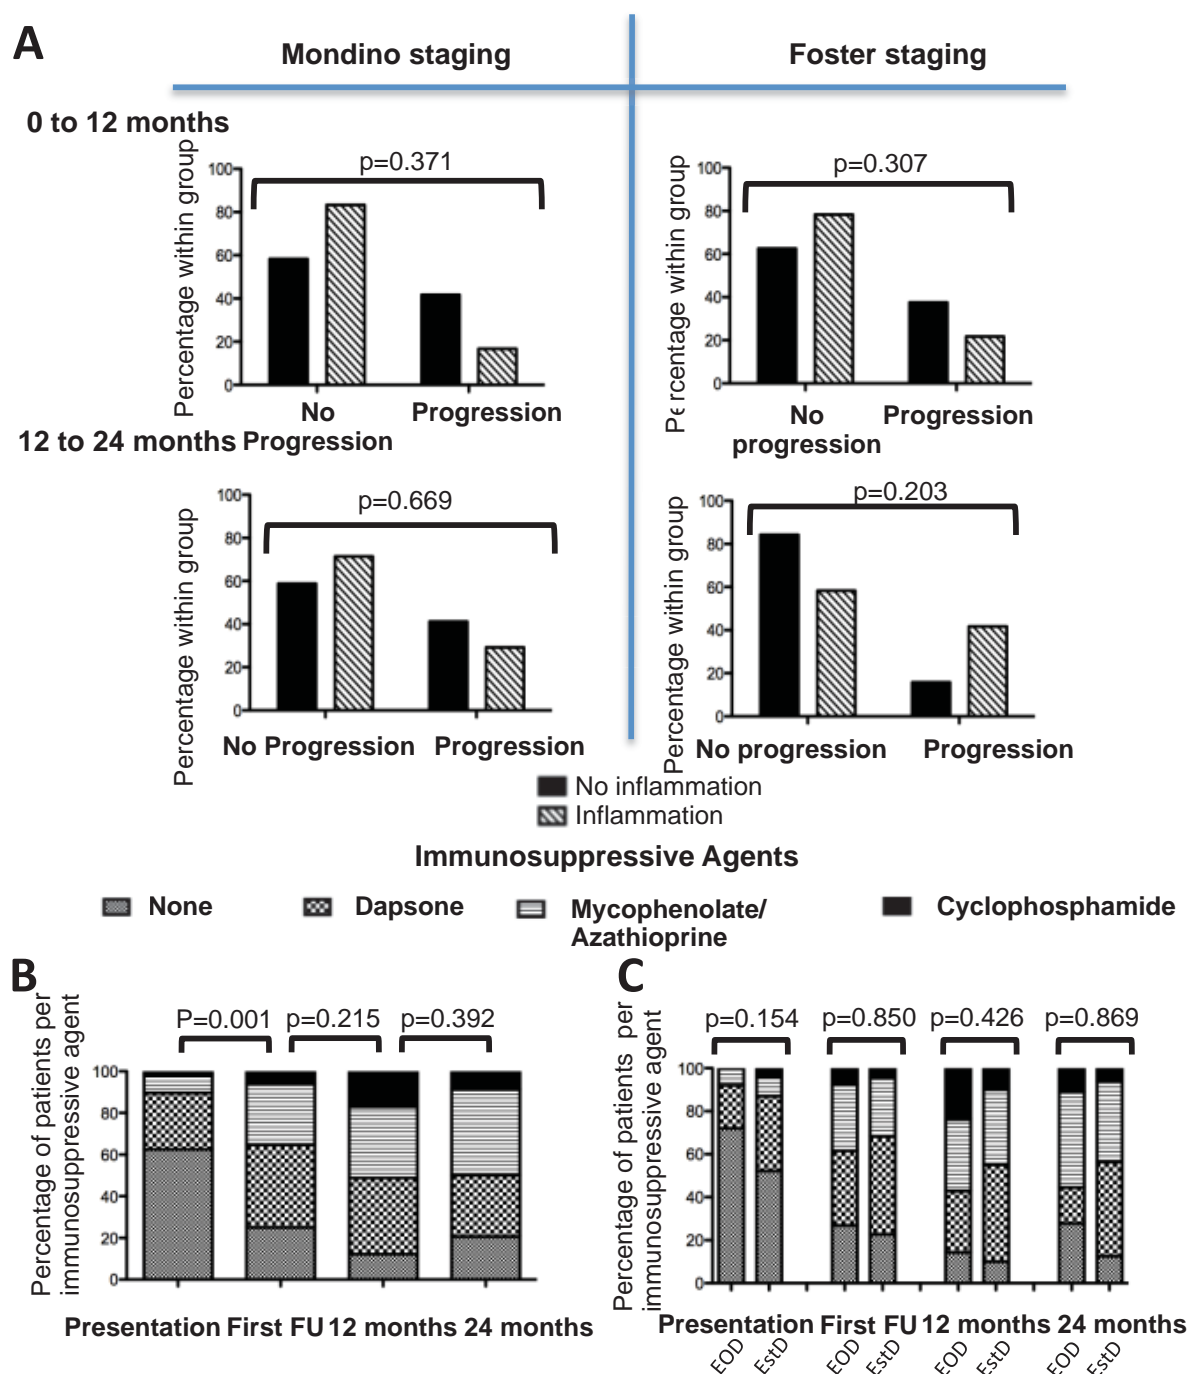 A
Mondino staging
Foster staging
0 to 12 months
Percentage within group
100
80
60
40
20
0
p=0.371
No
Progression
Progression
Percentage within group
100
80
60
40
20
0
p=0.307
No
progression
Progression
12 to 24 months
Percentage within group
100
80
60
40
20
0
p=0.669
No Progression
Progression
Percentage within group
100
80
60
40
20
0
p=0.203
No progression
Progression
No inflammation
Inflammation
Immunosuppressive Agents
None
Dapsone
Mycophenolate/
Azathioprine
Cyclophosphamide
B
Percentage of patients per
immunosuppressive agent
P=0.001
p=0.215
p=0.392
100
80
60
40
20
0
Presentation
First FU
12 months
24 months
C
Percentage of patients per
immunosuppressive agent
p=0.154
p=0.850
p=0.426
p=0.869
100
80
60
40
20
0
Presentation
First FU
12 months
24 months
EOD
EstD
EOD
EstD
EOD
EstD
EOD
EstD